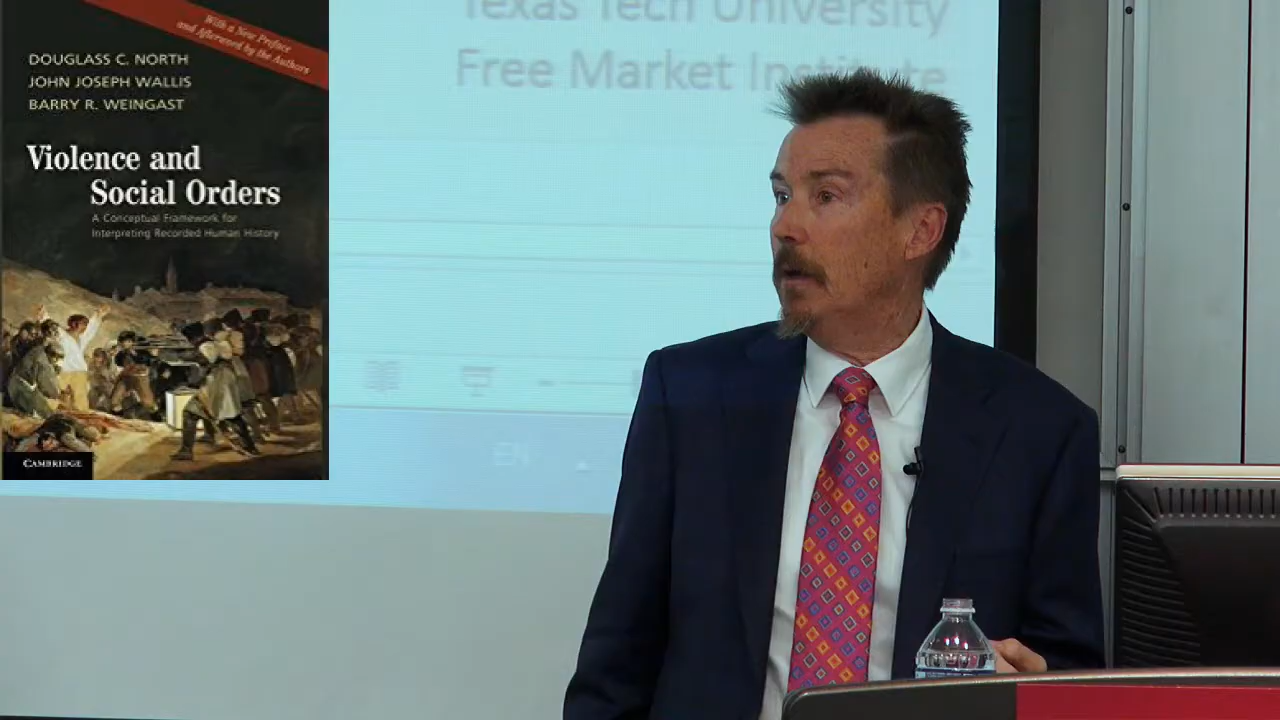 With a New Preface
and Afterword by the Authors
DOUGLASS C. NORTH
JOHN JOSEPH WALLIS
BARRY R. WEINGAST
Violence and
Social Orders
A Conceptual Framework for
Interpreting Recorded Human History
CAMBRIDGE
Texas Tech University
Free Market Institute
EN